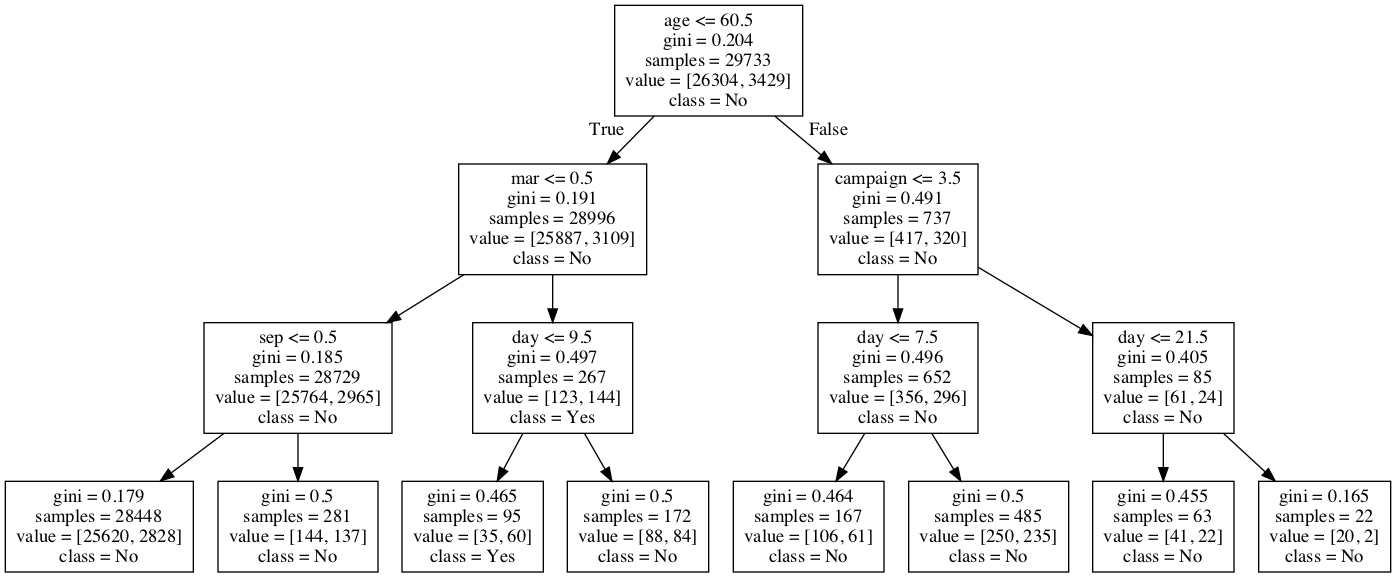 age <= 60.5
gini = 0.204
samples = 29733
value = [26304, 3429]
class = No
True
False
mar <= 0.5
gini = 0.191
samples = 28996
value = [25887, 3109]
class = No
campaign <= 3.5
gini = 0.491
samples = 737
value = [417, 320]
class = No
sep <= 0.5
gini = 0.185
samples = 28729
value = [25764, 2965]
class = No
day <= 9.5
gini = 0.497
samples = 267
value = [123, 144]
class = Yes
day <= 7.5
gini = 0.496
samples = 652
value = [356, 296]
class = No
day <= 21.5
gini = 0.405
samples = 85
value = [61, 24]
class = No
gini = 0.179
samples = 28448
value = [25620, 2828]
class = No
gini = 0.5
samples = 281
value = [144, 137]
class = No
gini = 0.465
samples = 95
value = [35, 60]
class = Yes
gini = 0.5
samples = 172
value = [88, 84]
class = No
gini = 0.464
samples = 167
value = [106, 61]
class = No
gini = 0.5
samples = 485
value = [250, 235]
class = No
gini = 0.455
samples = 63
value = [41, 22]
class = No
gini = 0.165
samples = 22
value = [20, 2]
class = No